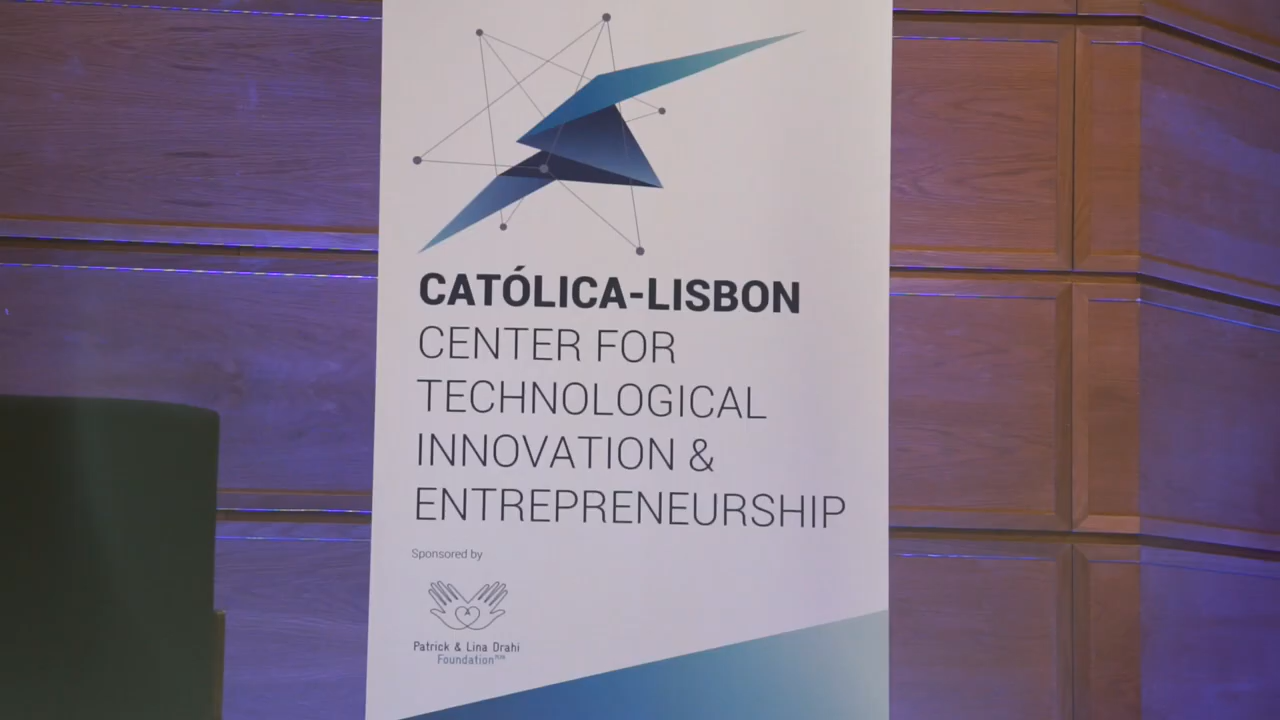 CATÓLICA-LISBON
CENTER FOR
TECHNOLOGICAL
INNOVATION &
ENTREPRENEURSHIP
Sponsored by
Patrick & Lina Drahi
Foundation